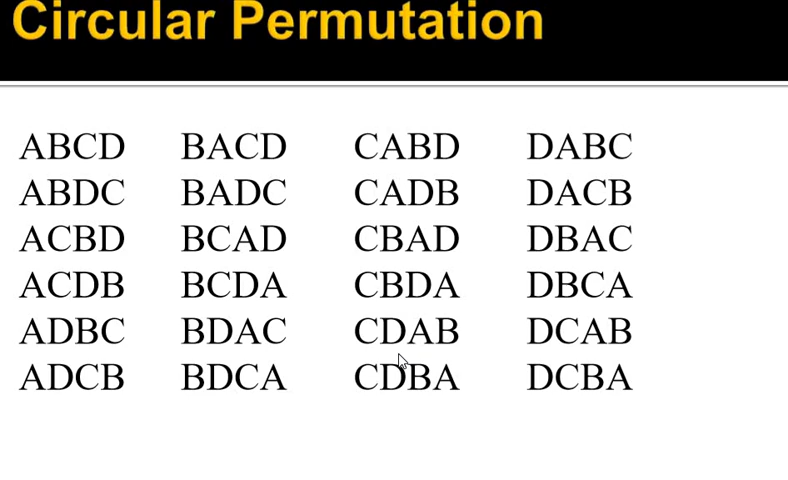 Circular Permutation
ABCD BACD CABD DABC
ABDC BADC CADB DACB
ACBD BCAD CBAD DBAC
ACDB BCDA CBDA DBCA
ADBC BDAC CDAB DCAB
ADCB BDCA CDBA DCBA